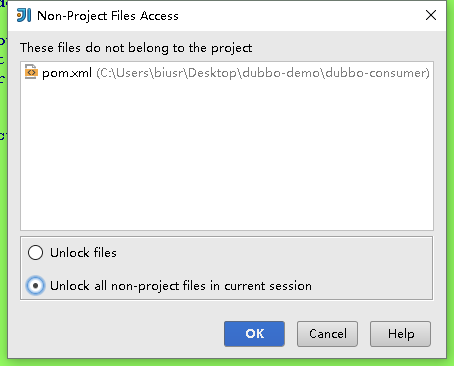 Non-Project Files Access
These files do not belong to the project
pom.xml (C:\Users\biusr\Desktop\dubbo-demo\dubbo-consumer)
Unlock files
Unlock all non-project files in current session
OK Cancel Help